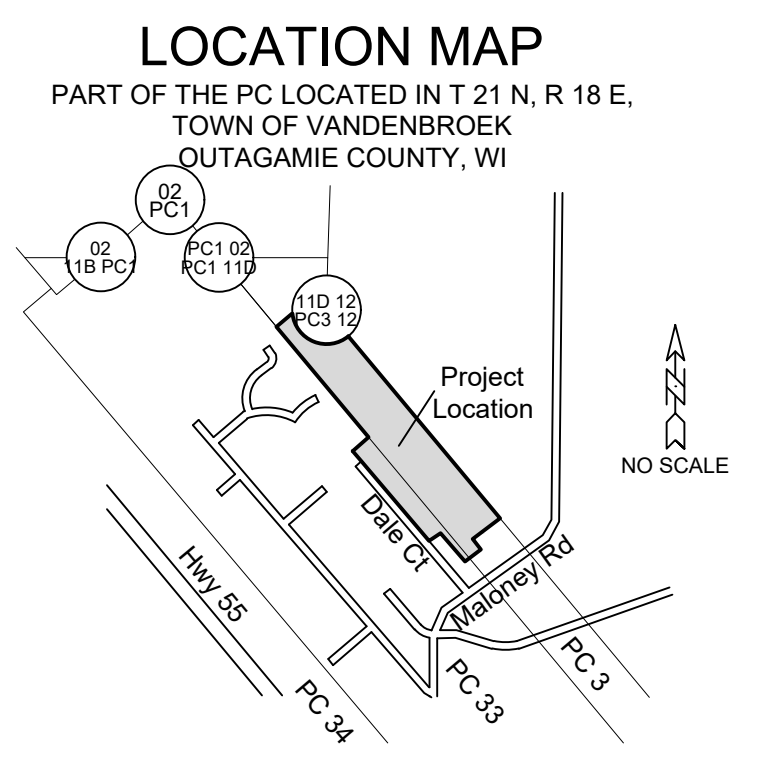 LOCATION MAP
PART OF THE PC LOCATED IN T 21 N, R 18 E,
TOWN OF VANDENBROEK
OUTAGAMIE COUNTY, WI
02
PC1
02
11B PC1
PC1 02
PC1 11D
11D 12
PC3 12
Project
Location
N
NO SCALE
Dale Ct
Maloney Rd
Hwy 55
PC 3
PC 33
PC 34